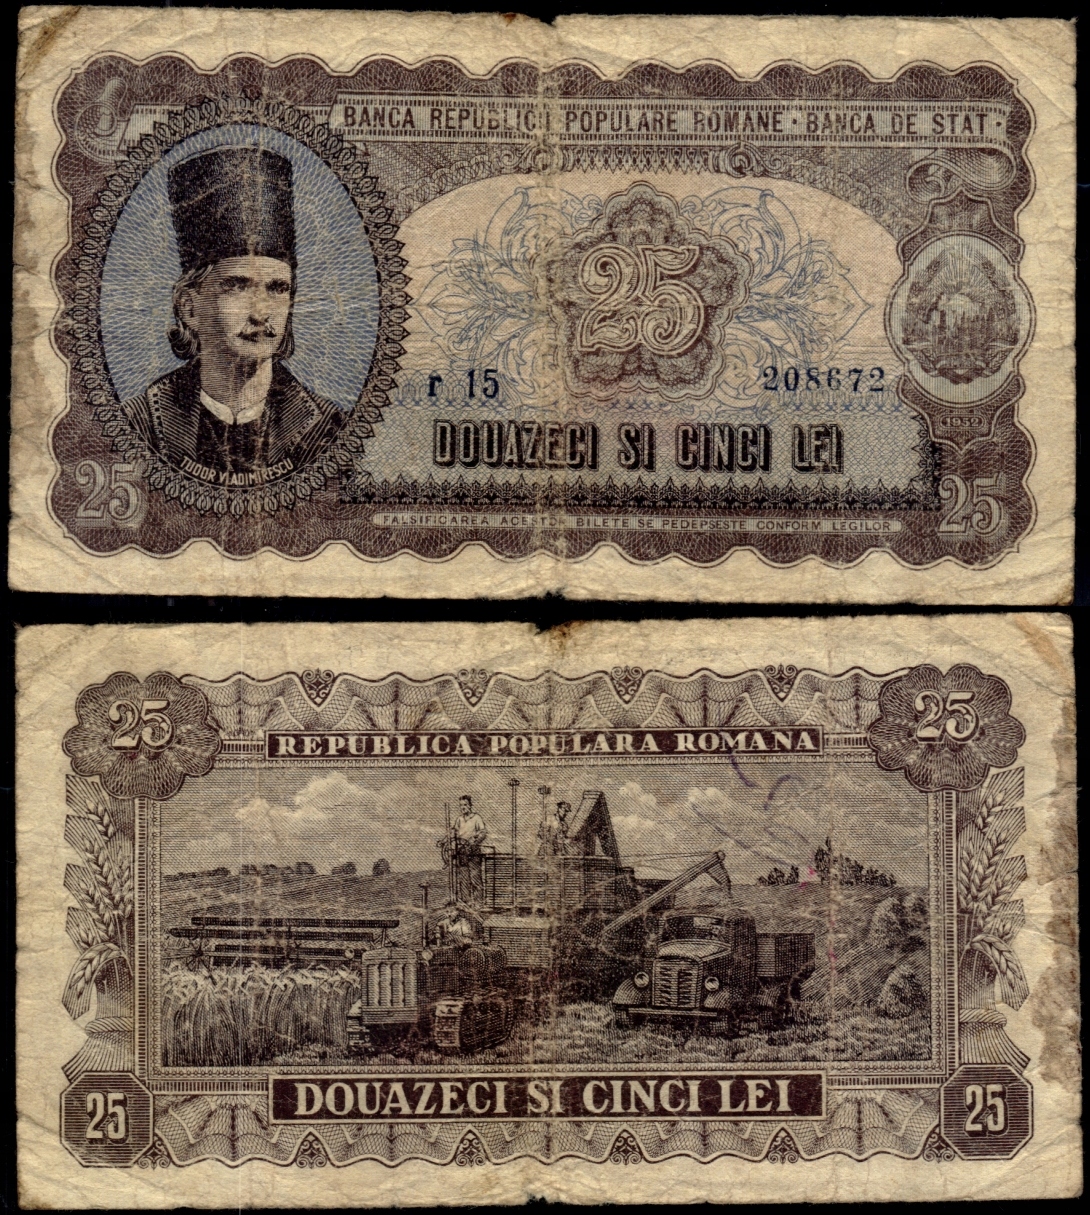 BANCA REPUBLICII POPULARE ROMANE · BANCA DE STAT ·
25
r 15
208672
1952
DOUAZECI SI CINCI LEI
TUDOR VLADIMIRESCU
25
25
FALSIFICAREA ACESTOR BILETE SE PEDEPSESTE CONFORM LEGILOR
25
25
REPUBLICA POPULARA ROMANA
25
DOUAZECI SI CINCI LEI
25